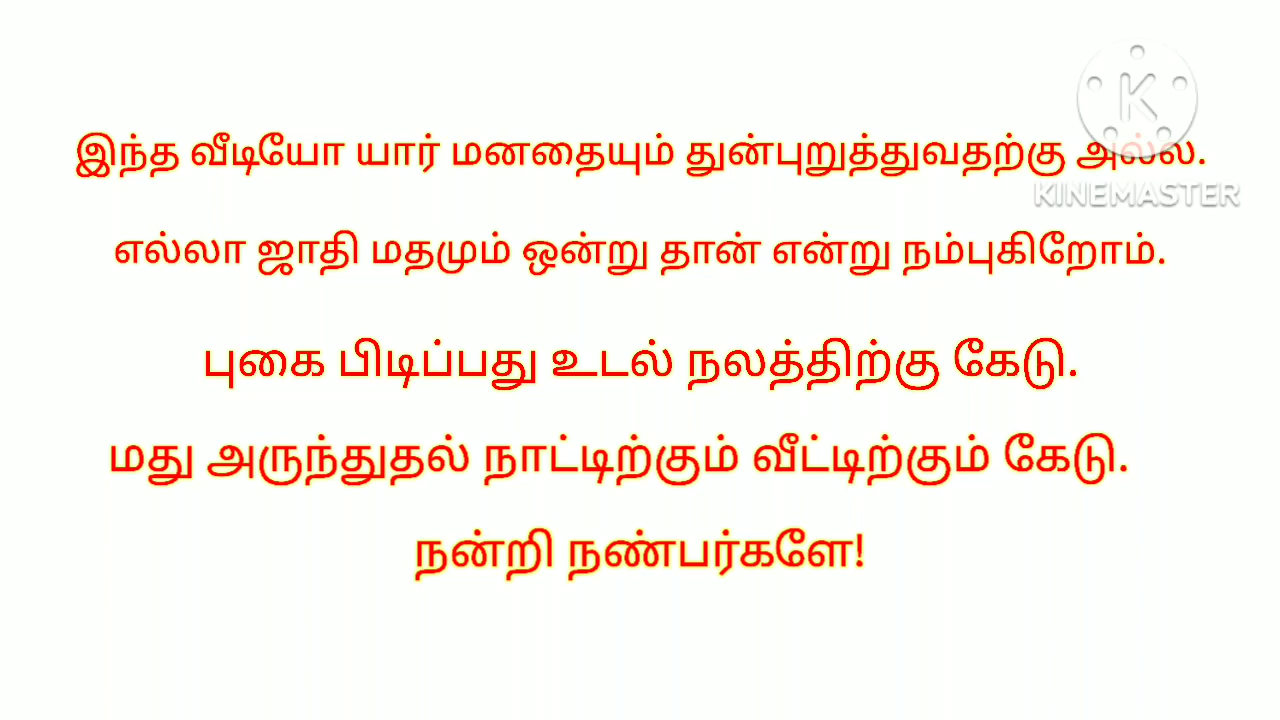 இந்த வீடியோ யார் மனதையும் துன்புறுத்துவதற்கு அல்ல.
KINEMASTER
எல்லா ஜாதி மதமும் ஒன்று தான் என்று நம்புகிறோம்.
புகை பிடிப்பது உடல் நலத்திற்கு கேடு.
மது அருந்துதல் நாட்டிற்கும் வீட்டிற்கும் கேடு.
நன்றி நண்பர்களே!